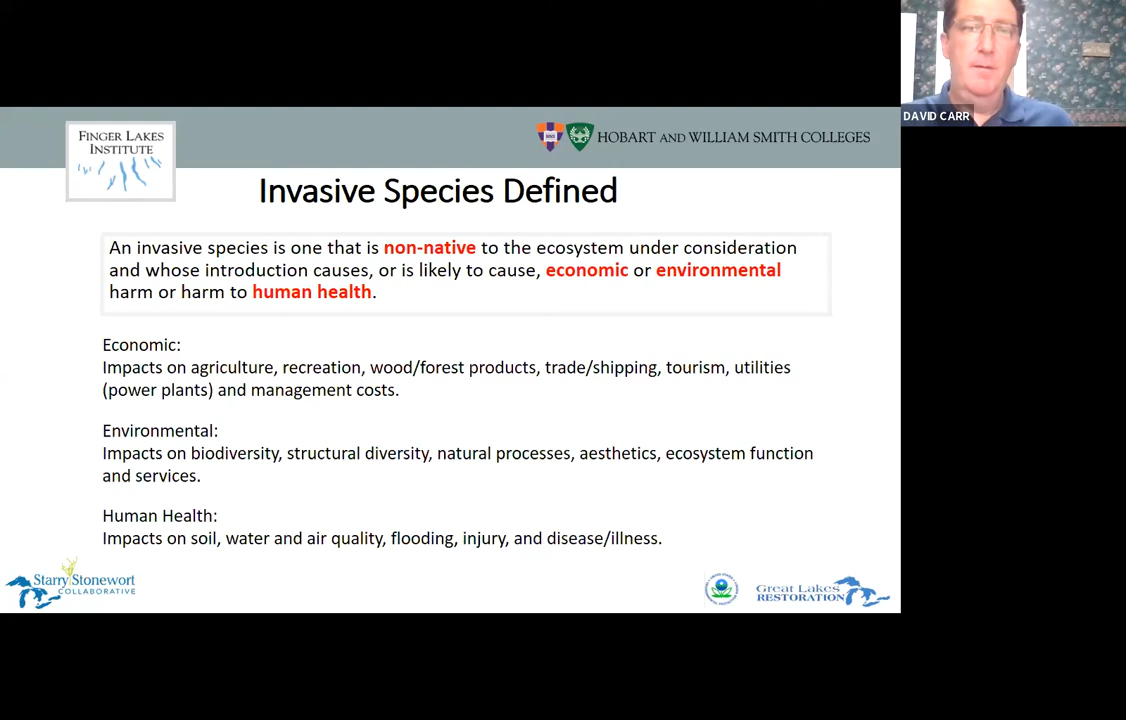 DAVID CARR
FINGER LAKES
INSTITUTE
HOBART AND WILLIAM SMITH COLLEGES
Invasive Species Defined
An invasive species is one that is non-native to the ecosystem under consideration
and whose introduction causes, or is likely to cause, economic or environmental
harm or harm to human health.
Economic:
Impacts on agriculture, recreation, wood/forest products, trade/shipping, tourism, utilities
(power plants) and management costs.
Environmental:
Impacts on biodiversity, structural diversity, natural processes, aesthetics, ecosystem function
and services.
Human Health:
Impacts on soil, water and air quality, flooding, injury, and disease/illness.
Starry Stonewort
COLLABORATIVE
Great Lakes
RESTORATION